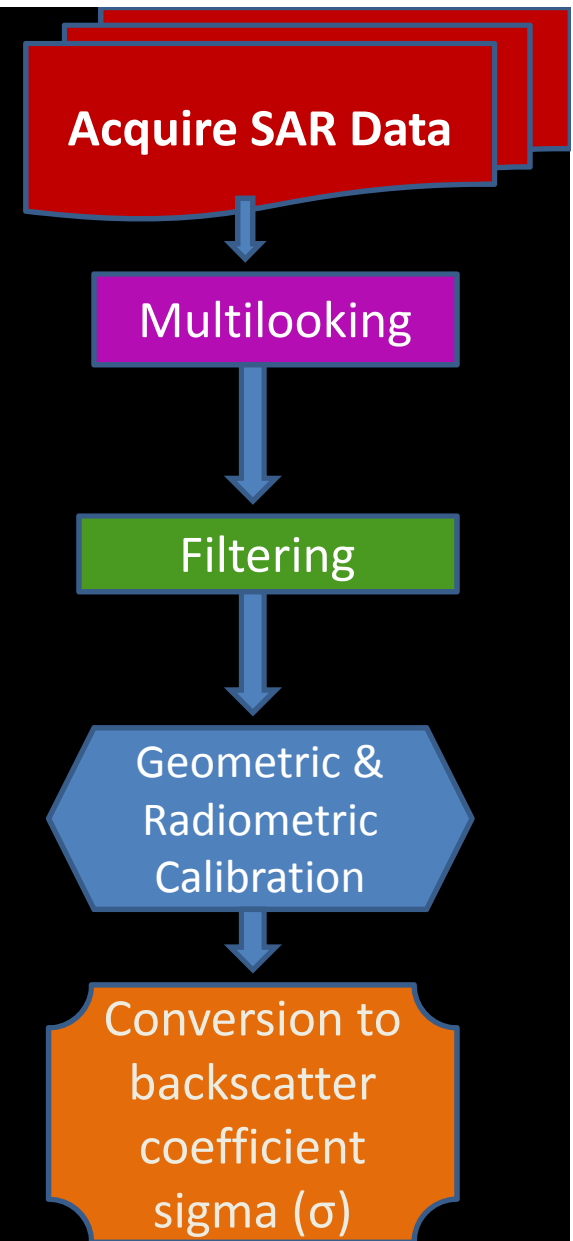 Acquire SAR Data
Multilooking
Filtering
Geometric &
Radiometric
Calibration
Conversion to
backscatter
coefficient
sigma (σ)